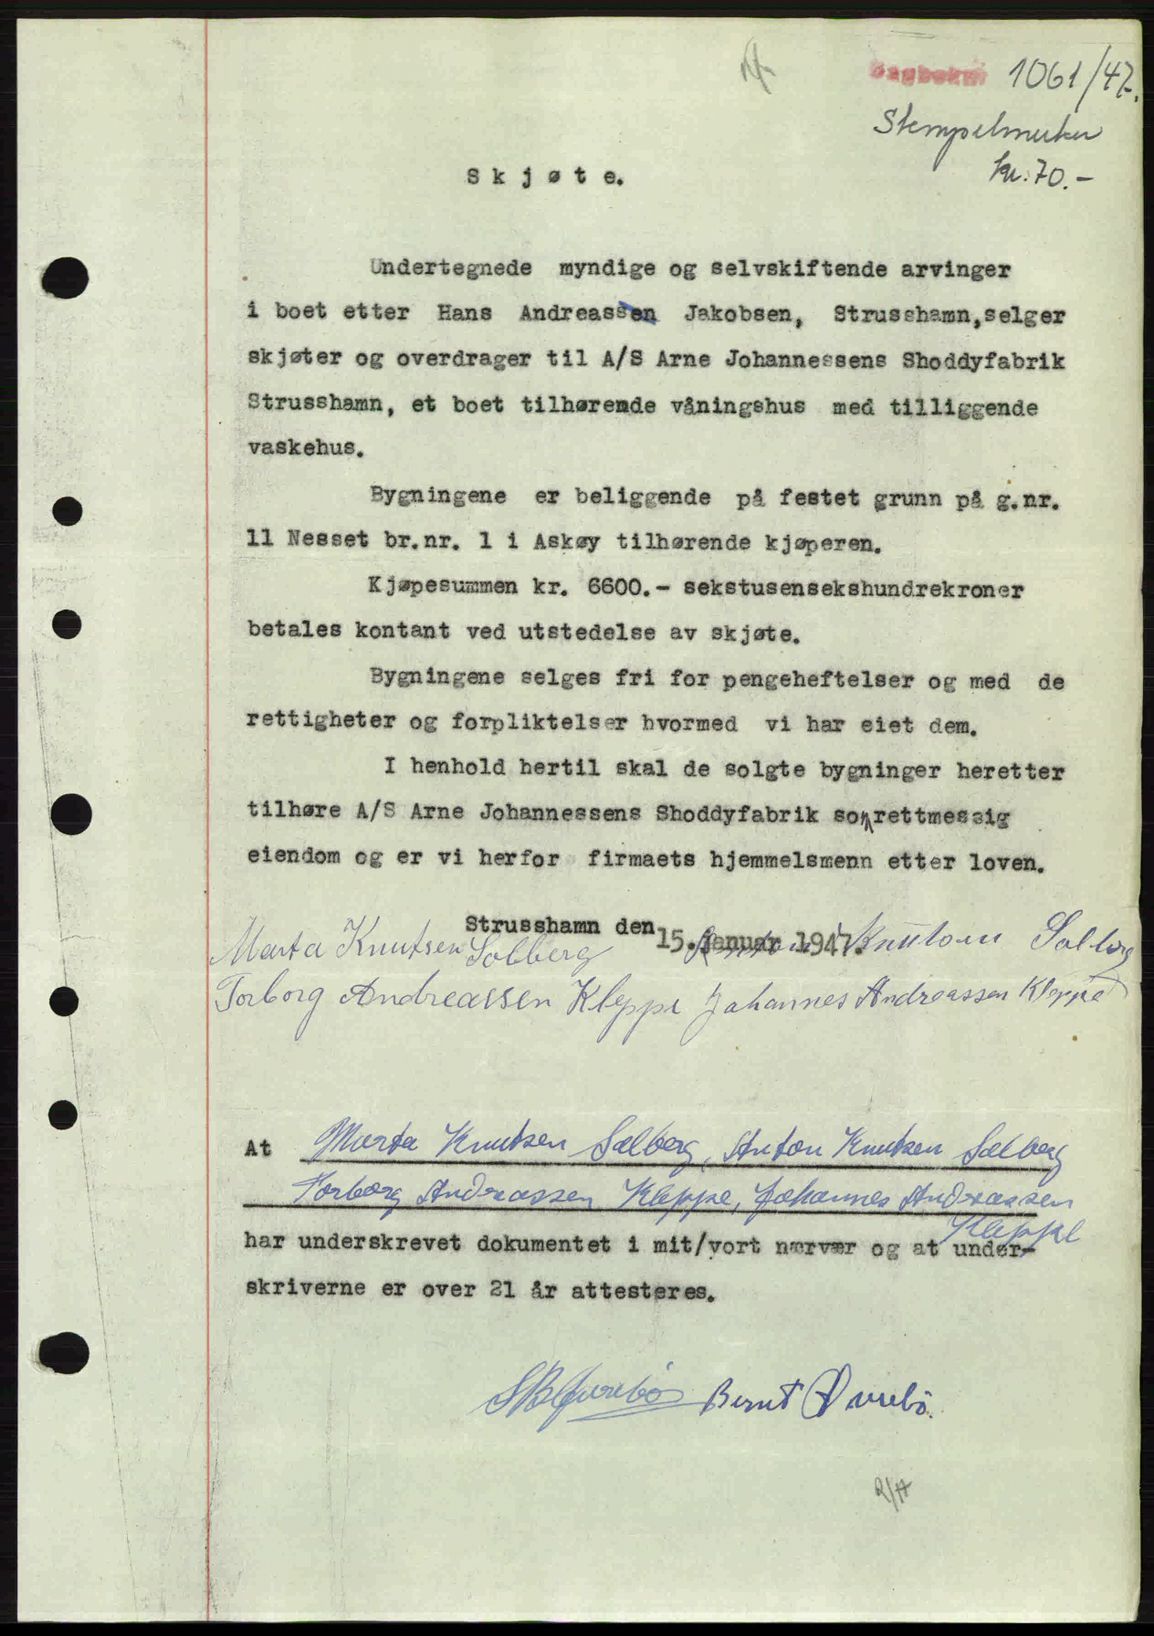 Dagboknr 1061/47.
Stempelmerker
kr. 70.-
Skjøte.
Undertegnede myndige og selvskiftende arvinger
i boet etter Hans Andreassen Jakobsen, Strusshamn, selger
skjøter og overdrager til A/S Arne Johannessens Shoddyfabrik
Strusshamn, et boet tilhørende våningshus med tilliggende
vaskehus.
Bygningene er beliggende på festet grunn på g.nr.
11 Nesset br.nr. 1 i Askøy tilhørende kjøperen.
Kjøpesummen kr. 6600.- sekstusensekshundrekroner
betales kontant ved utstedelse av skjøte.
Bygningene selges fri for pengeheftelser og med de
rettigheter og forpliktelser hvormed vi har eiet dem.
I henhold hertil skal de solgte bygninger heretter
tilhøre A/S Arne Johannessens Shoddyfabrik som rettmessig
eiendom og er vi herfor firmaets hjemmelsmenn etter loven.
Strusshamn den 15. januar 1947.
Marta Knutsen Solberg Anton Knutsen Solberg
Torborg Andreassen Kleppe Johannes Andreassen Kleppe
At Marta Knutsen Solberg, Anton Knutsen Solberg
Torborg Andreassen Kleppe, Johannes Andreassen
Kleppe
har underskrevet dokumentet i mit/vort nærvær og at under-
skriverne er over 21 år attesteres.
Bernt Øvrebö.